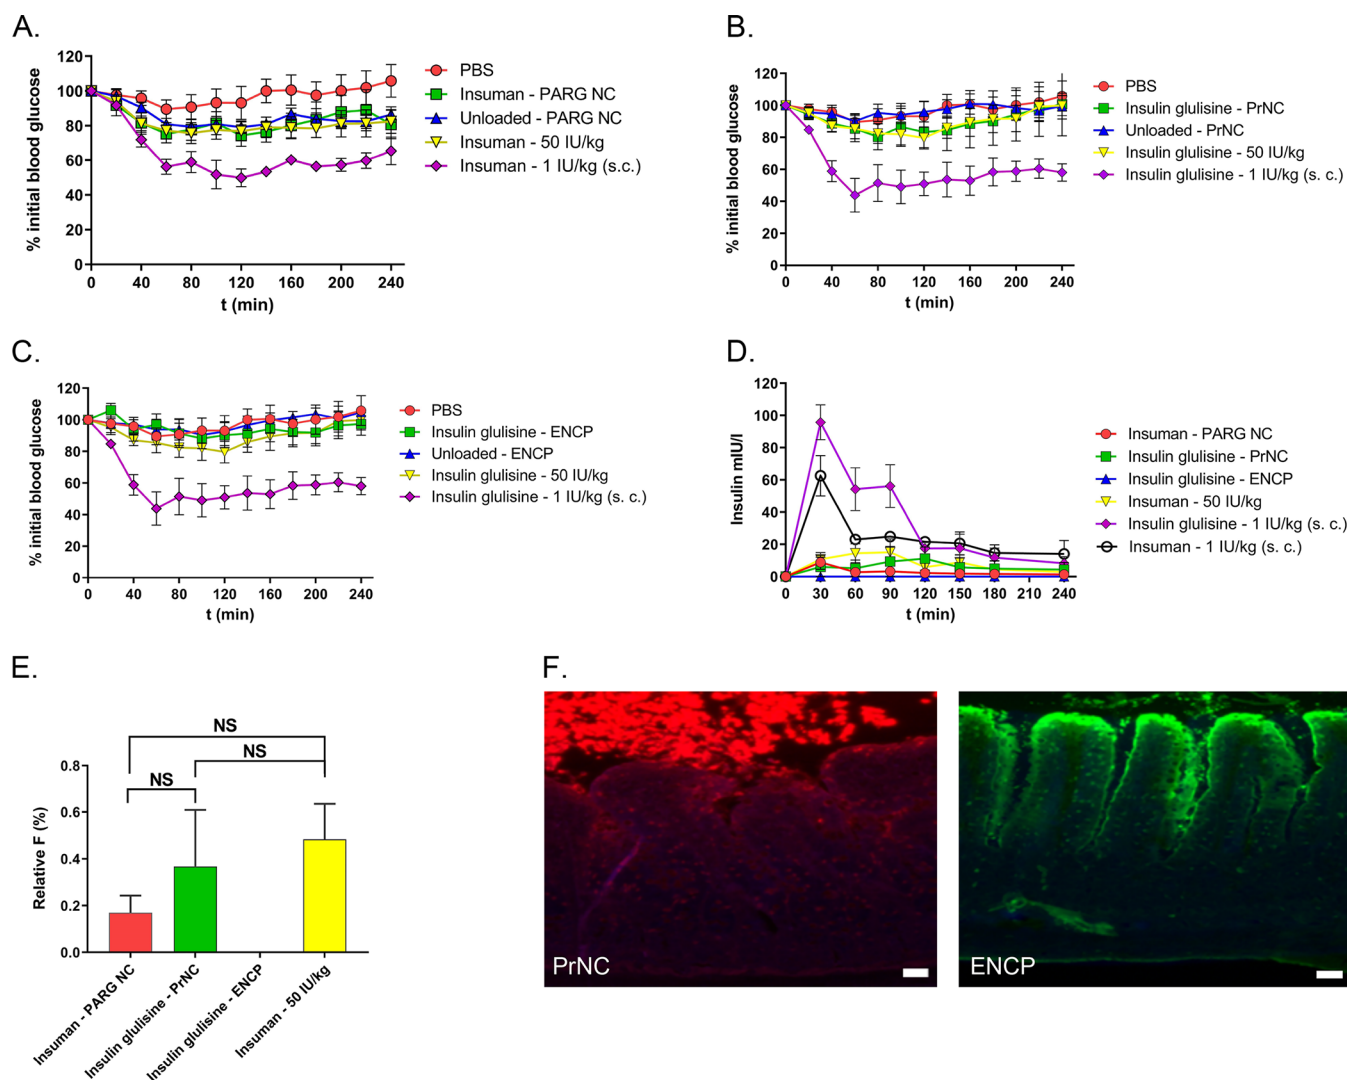 A.
% initial blood glucose
120
100
80
60
40
20
0
0 40 80 120 160 200 240
t (min)
PBS
Insuman - PARG NC
Unloaded - PARG NC
Insuman - 50 IU/kg
Insuman - 1 IU/kg (s.c.)
B.
% initial blood glucose
120
100
80
60
40
20
0
0 40 80 120 160 200 240
t (min)
PBS
Insulin glulisine - PrNC
Unloaded - PrNC
Insulin glulisine - 50 IU/kg
Insulin glulisine - 1 IU/kg (s. c.)
C.
% initial blood glucose
120
100
80
60
40
20
0
0 40 80 120 160 200 240
t (min)
PBS
Insulin glulisine - ENCP
Unloaded - ENCP
Insulin glulisine - 50 IU/kg
Insulin glulisine - 1 IU/kg (s. c.)
D.
Insulin mIU/l
120
100
80
60
40
20
0
0 30 60 90 120 150 180 210 240
t (min)
Insuman - PARG NC
Insulin glulisine - PrNC
Insulin glulisine - ENCP
Insuman - 50 IU/kg
Insulin glulisine - 1 IU/kg (s. c.)
Insuman - 1 IU/kg (s. c.)
E.
Relative F (%)
0.8
0.6
0.4
0.2
0.0
NS
NS
NS
Insuman - PARG NC
Insulin glulisine - PrNC
Insulin glulisine - ENCP
Insuman - 50 IU/kg
F.
PrNC
ENCP